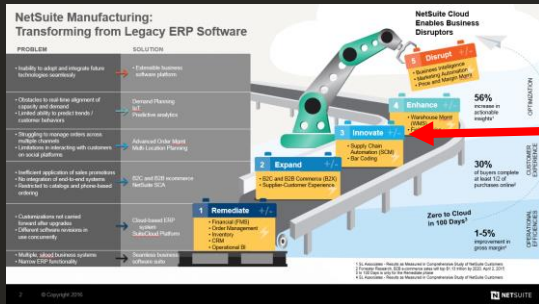 NetSuite Manufacturing:
Transforming from Legacy ERP Software
PROBLEM
SOLUTION
• Inability to adopt and integrate future
technologies seamlessly
• Extensible business
software platform
• Obstacles to real-time alignment of
capacity and demand
• Limited ability to predict trends /
customer behaviors
Demand Planning
IoT
Predictive analytics
• Struggling to manage orders across
multiple channels
• Limitations in interacting with customers
on social platforms
Advanced Order Mgmt
Multi Location Planning
• Inefficient application of sales promotions
• No integration of end-to-end systems
• Restricted to catalogs and phone-based
ordering
B2C and B2B ecommerce
NetSuite SCA
• Customizations not carried
forward after upgrades
• Different software revisions in
use concurrently
Cloud-based ERP
system
SuiteCloud Platform
• Multiple, siloed business systems
• Narrow ERP functionality
Seamless business
software suite
NetSuite Cloud
Enables Business
Disruptors
5 Disrupt +/-
• Business Intelligence
• Marketing Automation
• Price and Margin Mgmt
4 Enhance +/-
• Warehouse Mgmt
(WMS)
3 Innovate +/-
• Supply Chain
Automation (SCM)
• Bar Coding
2 Expand +/-
• B2C and B2B Commerce (B2X)
• Supplier-Customer Experience
1 Remediate +/-
• Financial (FMS)
• Order Management
• Inventory
• CRM
• Operational BI
56%
increase in
actionable
insights
OPTIMIZATION
30%
of buyers complete
at least 1/2 of
purchases online
CUSTOMER
EXPERIENCE
Zero to Cloud
in 100 Days
1-5%
improvement in
gross margin
OPERATIONAL
EFFICIENCIES
2 © Copyright 2016
NETSUITE